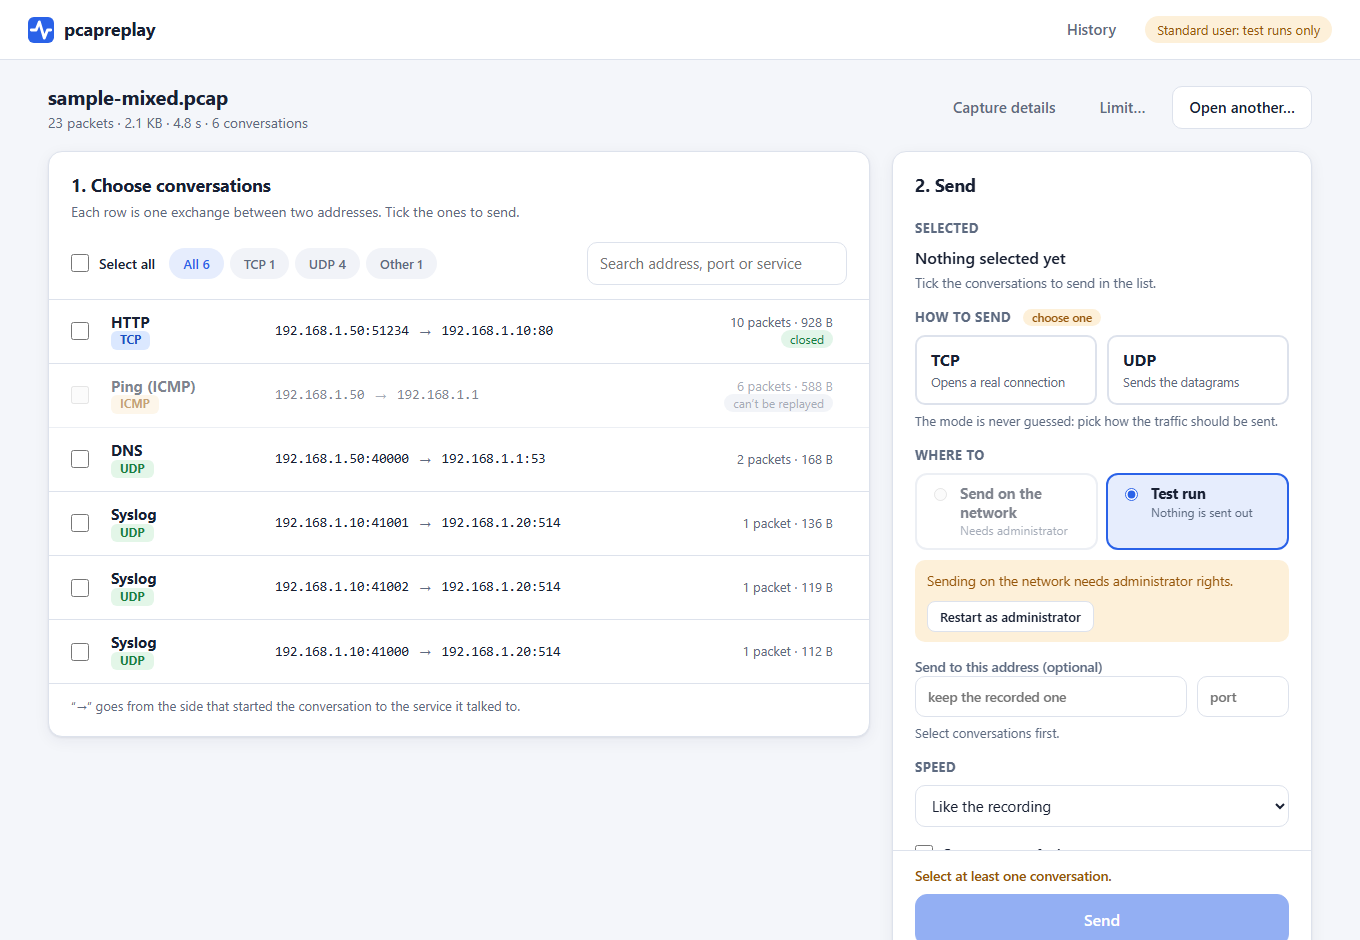 pcapreplay
History
Standard user: test runs only
sample-mixed.pcap
23 packets · 2.1 KB · 4.8 s · 6 conversations
Capture details
Limit...
Open another...
1. Choose conversations
Each row is one exchange between two addresses. Tick the ones to send.
Select all
All 6
TCP 1
UDP 4
Other 1
Search address, port or service
HTTP
TCP
192.168.1.50:51234 → 192.168.1.10:80
10 packets · 928 B
closed
Ping (ICMP)
ICMP
192.168.1.50 → 192.168.1.1
6 packets · 588 B
can't be replayed
DNS
UDP
192.168.1.50:40000 → 192.168.1.1:53
2 packets · 168 B
Syslog
UDP
192.168.1.10:41001 → 192.168.1.20:514
1 packet · 136 B
Syslog
UDP
192.168.1.10:41002 → 192.168.1.20:514
1 packet · 119 B
Syslog
UDP
192.168.1.10:41000 → 192.168.1.20:514
1 packet · 112 B
"→" goes from the side that started the conversation to the service it talked to.
2. Send
SELECTED
Nothing selected yet
Tick the conversations to send in the list.
HOW TO SEND
choose one
TCP
Opens a real connection
UDP
Sends the datagrams
The mode is never guessed: pick how the traffic should be sent.
WHERE TO
Send on the
network
Needs administrator
Test run
Nothing is sent out
Sending on the network needs administrator rights.
Restart as administrator
Send to this address (optional)
keep the recorded one
port
Select conversations first.
SPEED
Like the recording
Select at least one conversation.
Send